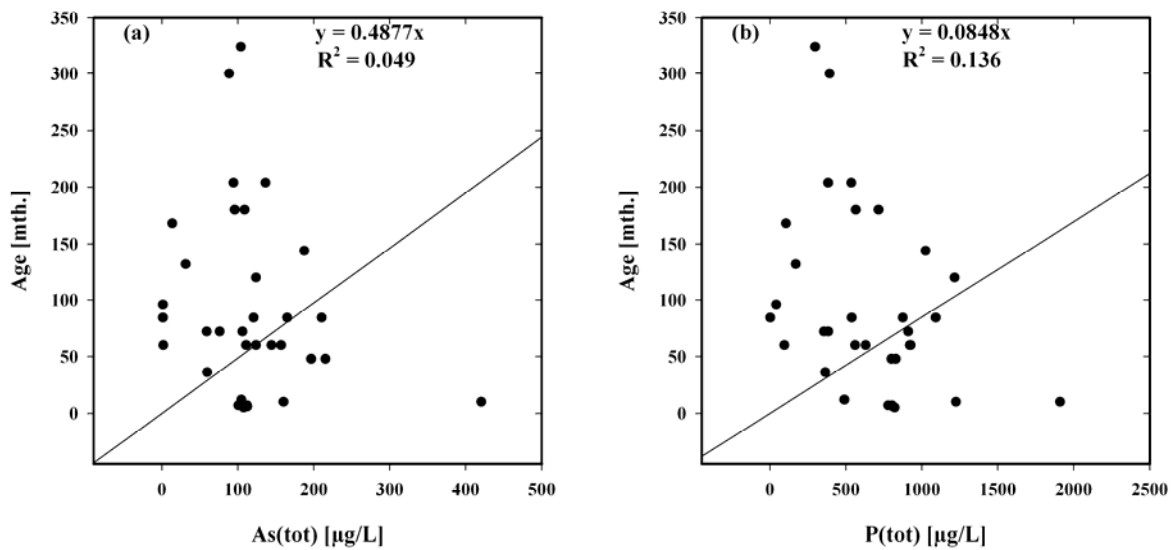 (a)
y = 0.4877x
R² = 0.049
350
300
250
200
150
100
50
0
Age [mth.]
0 100 200 300 400 500
As(tot) [µg/L]
(b)
y = 0.0848x
R² = 0.136
350
300
250
200
150
100
50
0
Age [mth.]
0 500 1000 1500 2000 2500
P(tot) [µg/L]